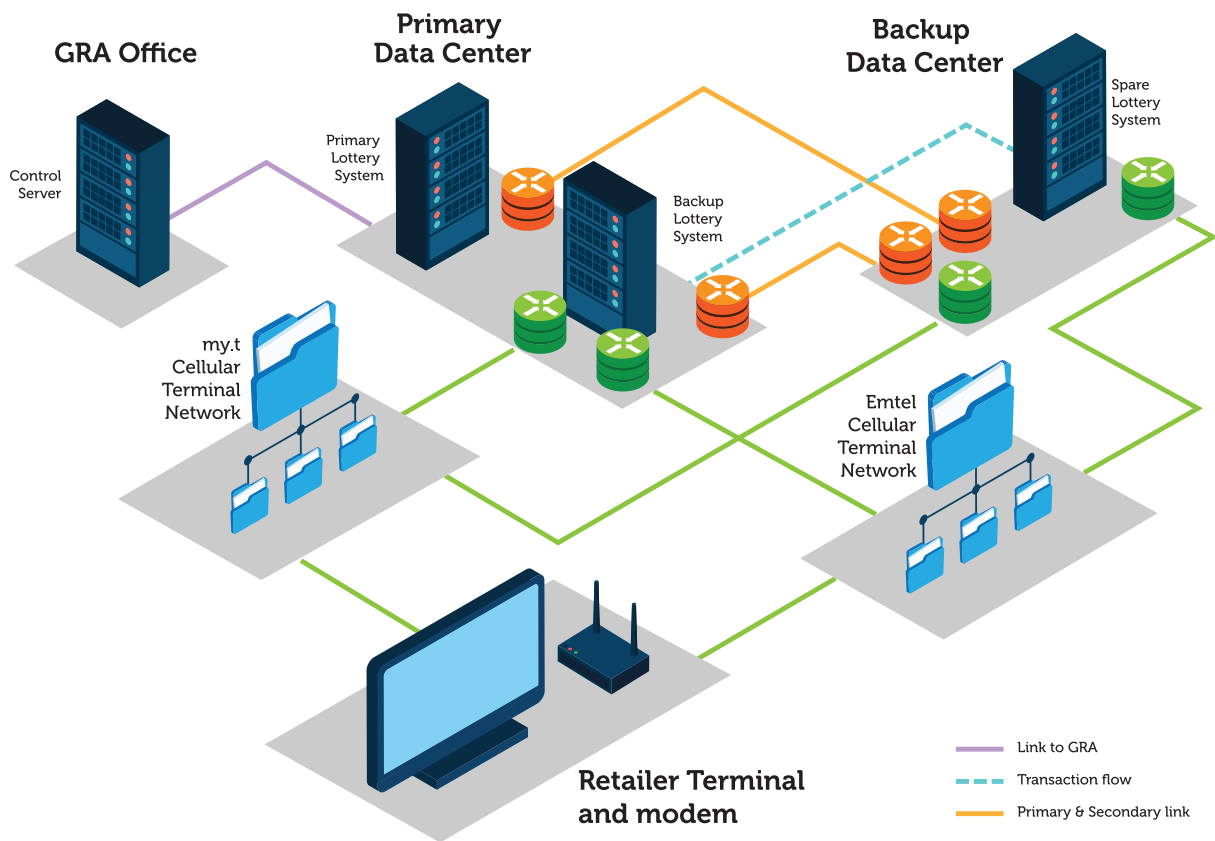 GRA Office
Primary
Data Center
Backup
Data Center
Control
Server
Primary
Lottery
System
Backup
Lottery
System
Spare
Lottery
System
my.t
Cellular
Terminal
Network
Emtel
Cellular
Terminal
Network
Retailer Terminal
and modem
Link to GRA
Transaction flow
Primary & Secondary link